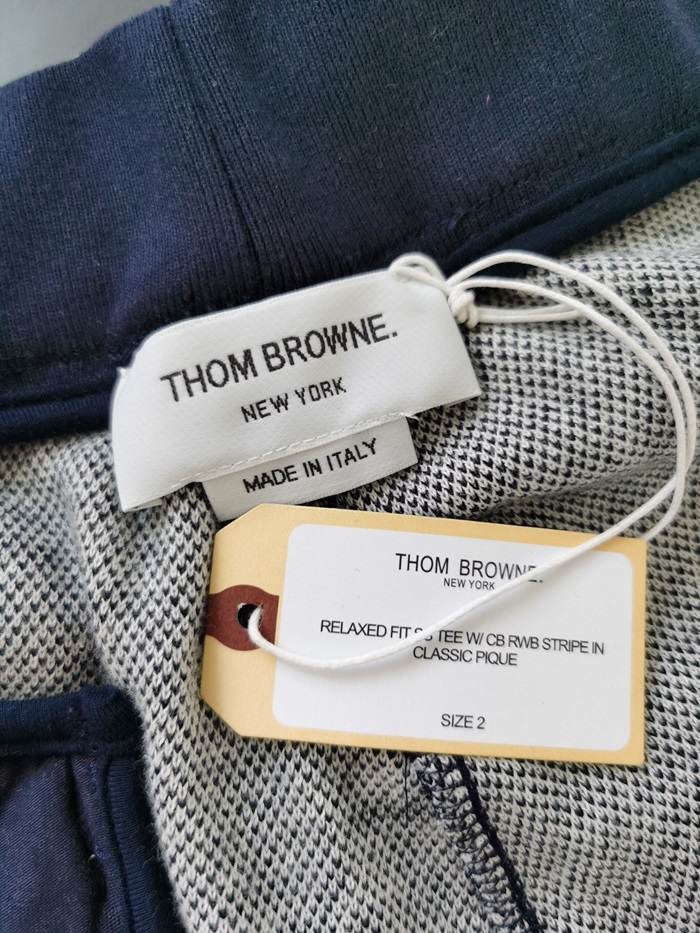 THOM BROWNE.
NEW YORK
MADE IN ITALY
THOM BROWNE.
NEW YORK
RELAXED FIT SS TEE W/ CB RWB STRIPE IN
CLASSIC PIQUE
SIZE 2